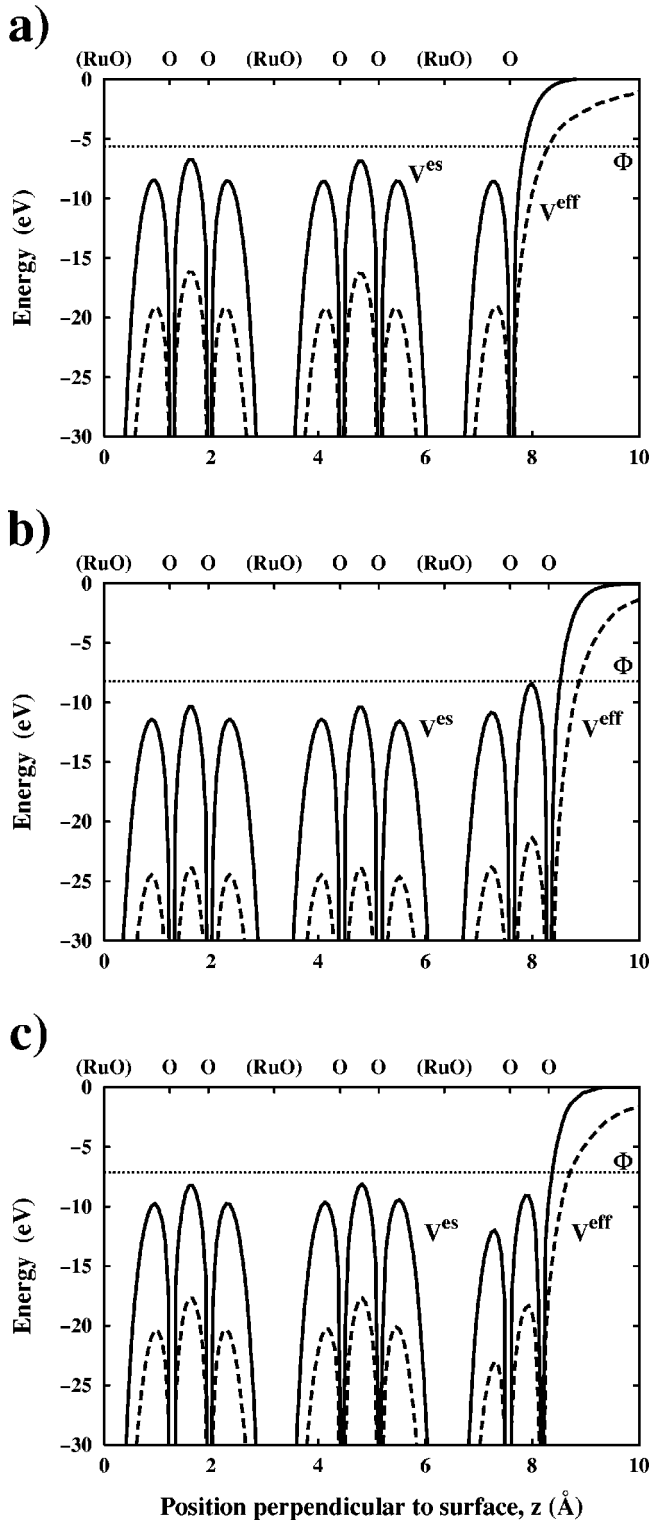 a)
(RuO) O O (RuO) O O (RuO) O
0
−5
−10
−15
−20
−25
−30
Energy (eV)
V^es
Φ
V^eff
0 2 4 6 8 10
b)
(RuO) O O (RuO) O O (RuO) O O
0
−5
−10
−15
−20
−25
−30
Energy (eV)
Φ
V^es
V^eff
0 2 4 6 8 10
c)
(RuO) O O (RuO) O O (RuO) O O
0
−5
−10
−15
−20
−25
−30
Energy (eV)
Φ
V^es
V^eff
0 2 4 6 8 10
Position perpendicular to surface, z (Å)